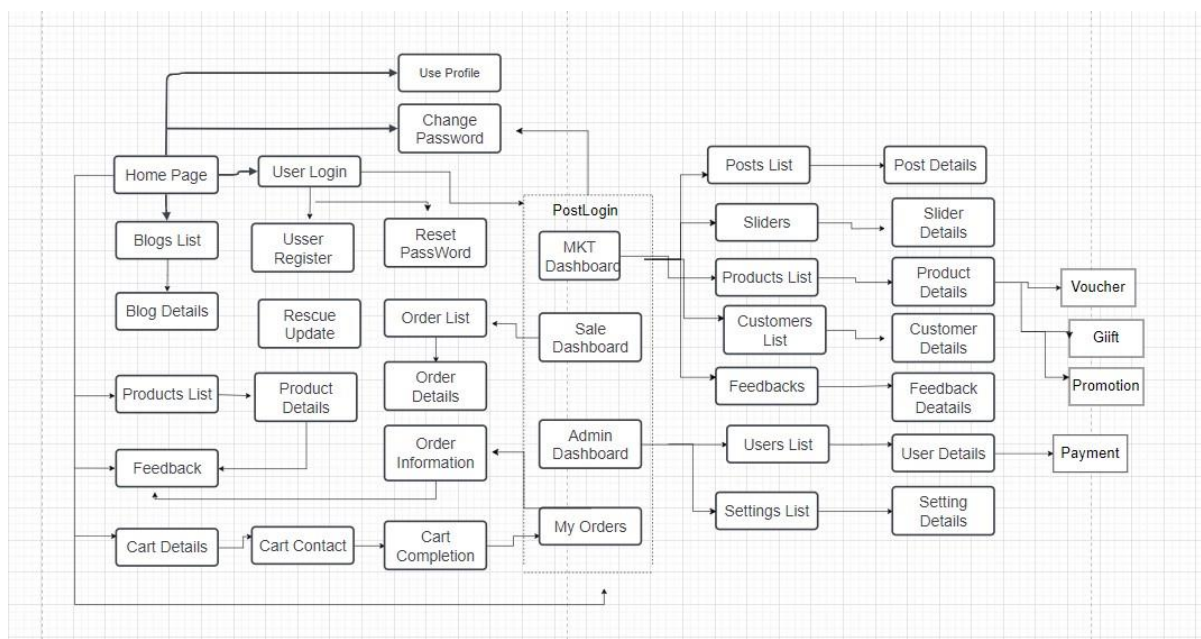 Use Profile
Change
Password
Home Page
User Login
Posts List
Post Details
PostLogin
Blogs List
Usser
Register
Reset
PassWord
MKT
Dashboard
Sliders
Slider
Details
Products List
Product
Details
Voucher
Blog Details
Rescue
Update
Order List
Sale
Dashboard
Customers
List
Customer
Details
Giift
Products List
Product
Details
Order
Details
Feedbacks
Feedback
Deatails
Promotion
Feedback
Order
Information
Admin
Dashboard
Users List
User Details
Payment
Cart Details
Cart Contact
Cart
Completion
My Orders
Settings List
Setting
Details